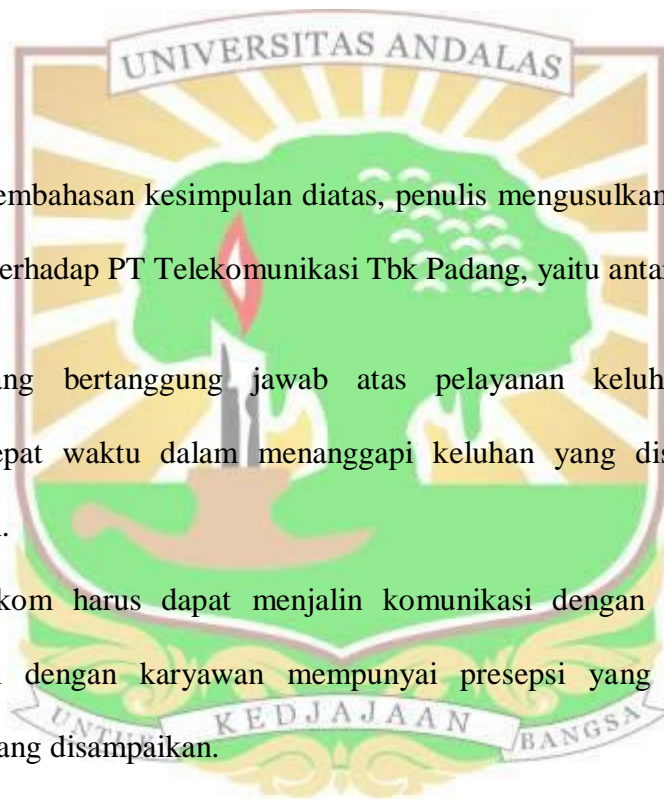 UNIVERSITAS ANDALAS
embahasan kesimpulan diatas, penulis mengusulkan
erhadap PT Telekomunikasi Tbk Padang, yaitu antar
ang bertanggung jawab atas pelayanan keluh
epat waktu dalam menanggapi keluhan yang dis
kom harus dapat menjalin komunikasi dengan
dengan karyawan mempunyai presepsi yang
ang disampaikan.
UNTUK KEDJAJAAN BANGSA